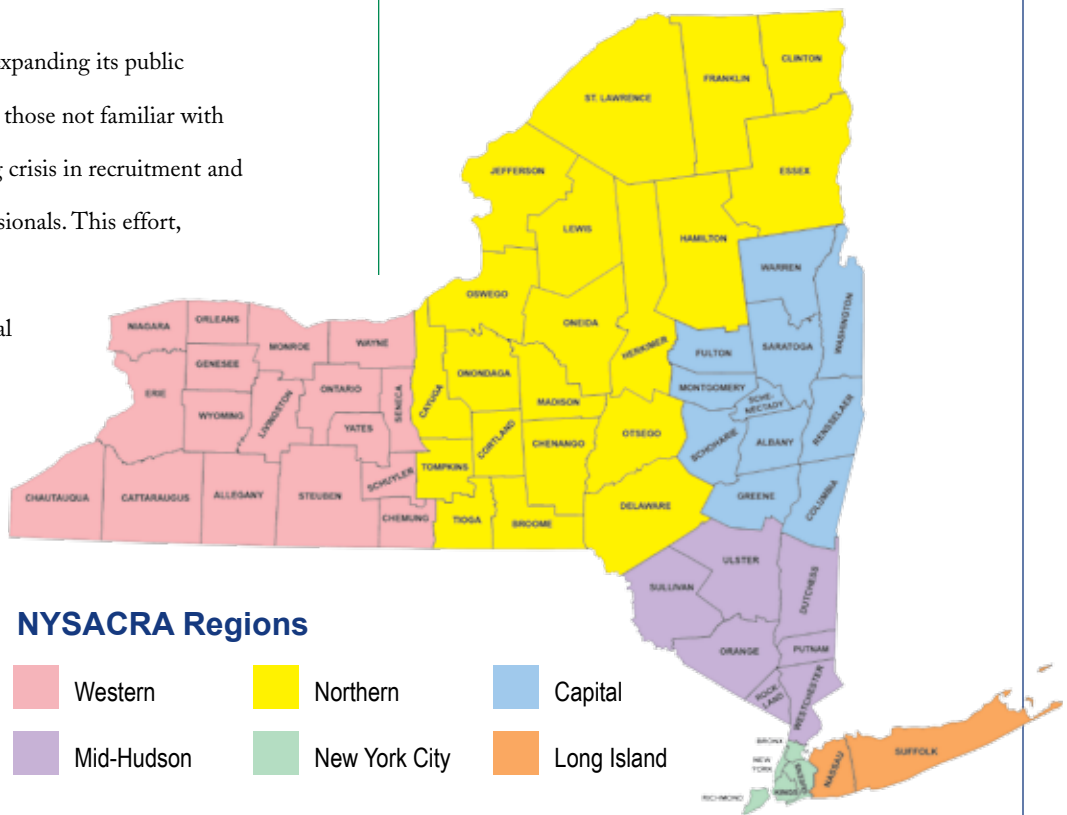 xpanding its public
those not familiar with
g crisis in recruitment and
sionals. This effort,
al
CLINTON
FRANKLIN
ST. LAWRENCE
ESSEX
JEFFERSON
LEWIS
HAMILTON
WARREN
WASHINGTON
OSWEGO
ONEIDA
HERKIMER
SARATOGA
FULTON
NIAGARA
ORLEANS
MONROE
WAYNE
GENESEE
ONTARIO
SENECA
CAYUGA
ONONDAGA
MADISON
MONTGOMERY
SCHE-
NECTADY
ERIE
WYOMING
LIVINGSTON
YATES
CORTLAND
CHENANGO
OTSEGO
SCHOHARIE
ALBANY
RENSSELAER
CHAUTAUQUA
CATTARAUGUS
ALLEGANY
STEUBEN
SCHUYLER
TOMPKINS
CHEMUNG
TIOGA
BROOME
DELAWARE
GREENE
COLUMBIA
ULSTER
SULLIVAN
DUTCHESS
ORANGE
PUTNAM
ROCK
LAND
WESTCHESTER
BRONX
NEW
YORK
QUEENS
KINGS
RICHMOND
NASSAU
SUFFOLK
NYSACRA Regions
Western
Northern
Capital
Mid-Hudson
New York City
Long Island